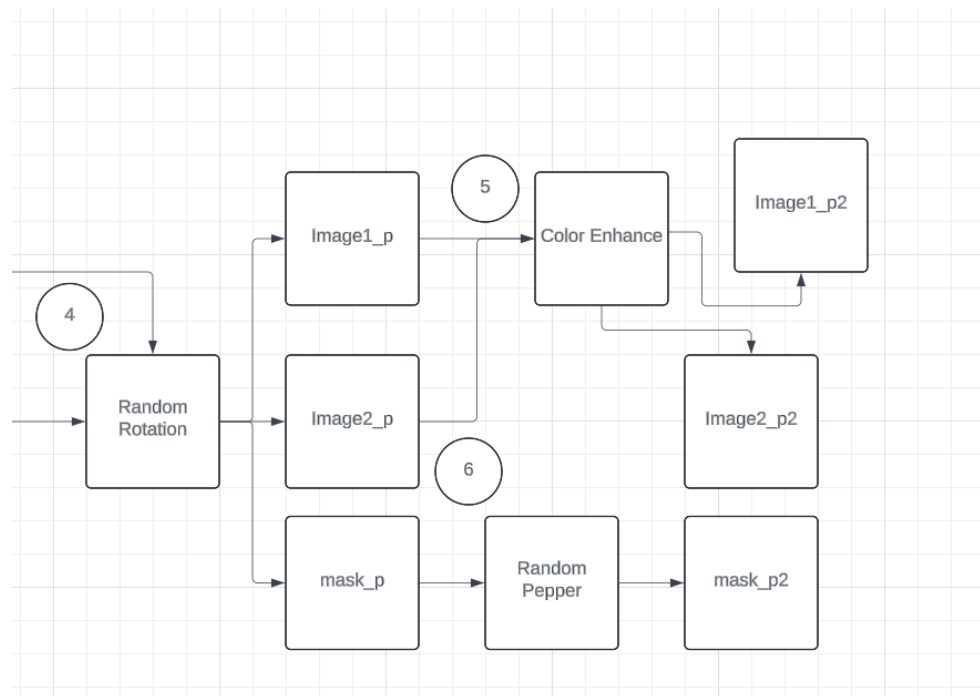 5
Image1_p
Color Enhance
Image1_p2
4
Random
Rotation
Image2_p
Image2_p2
6
mask_p
Random
Pepper
mask_p2